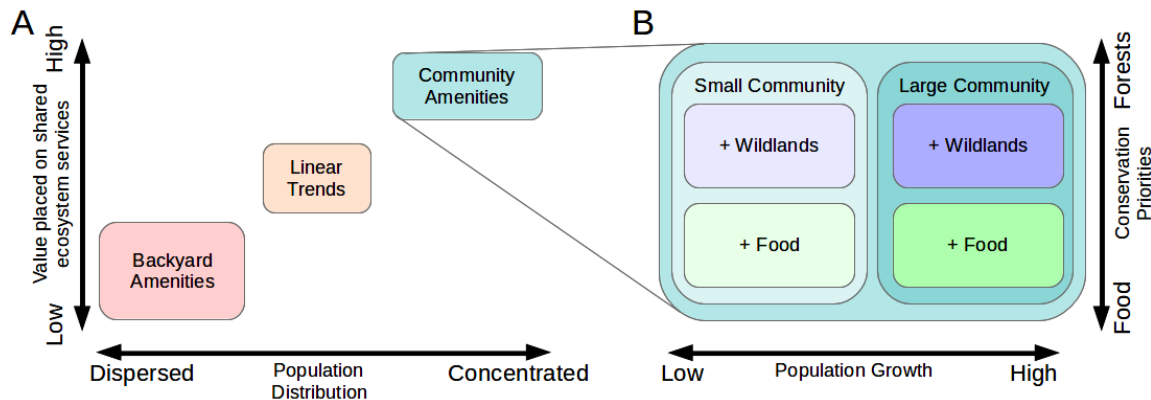 A
High
Value placed on shared
ecosystem services
Low
Community
Amenities
Linear
Trends
Backyard
Amenities
Dispersed
Population
Distribution
Concentrated
B
Small Community
Large Community
+ Wildlands
+ Wildlands
+ Food
+ Food
Forests
Conservation
Priorities
Food
Low
Population Growth
High